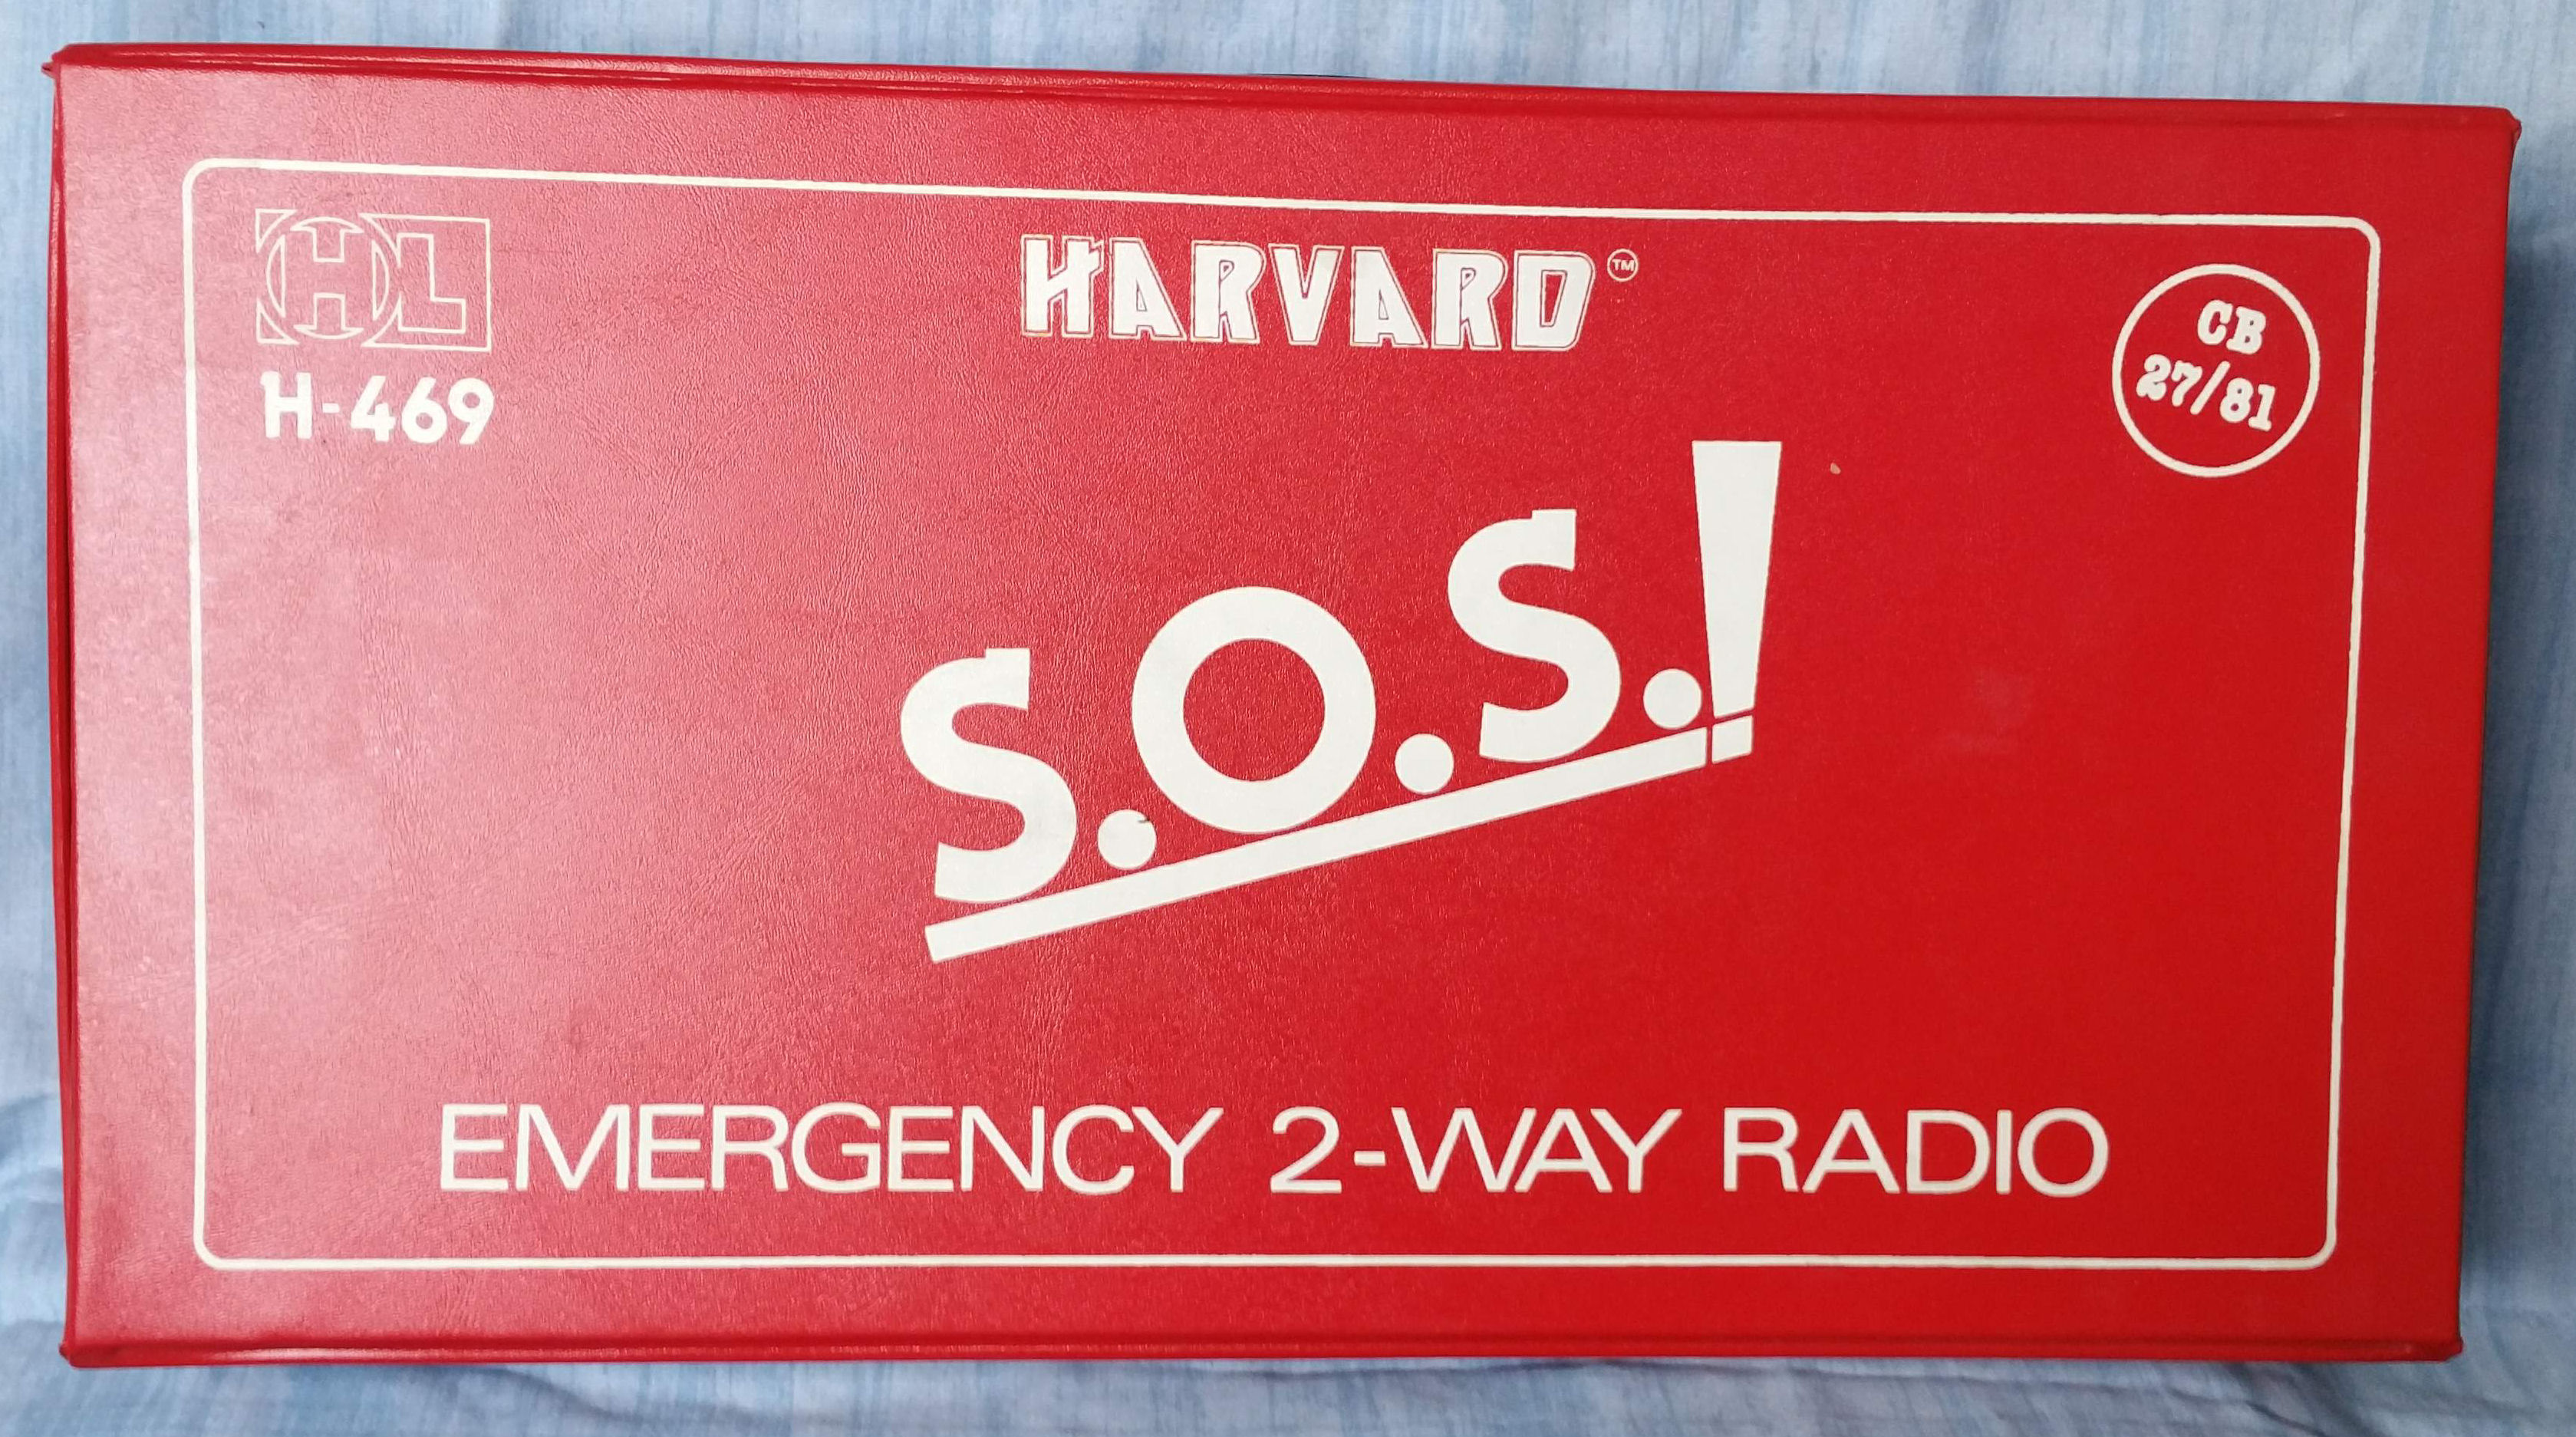 HL
H-469
HARVARD™
CB
27/81
S.O.S.!
EMERGENCY 2-WAY RADIO